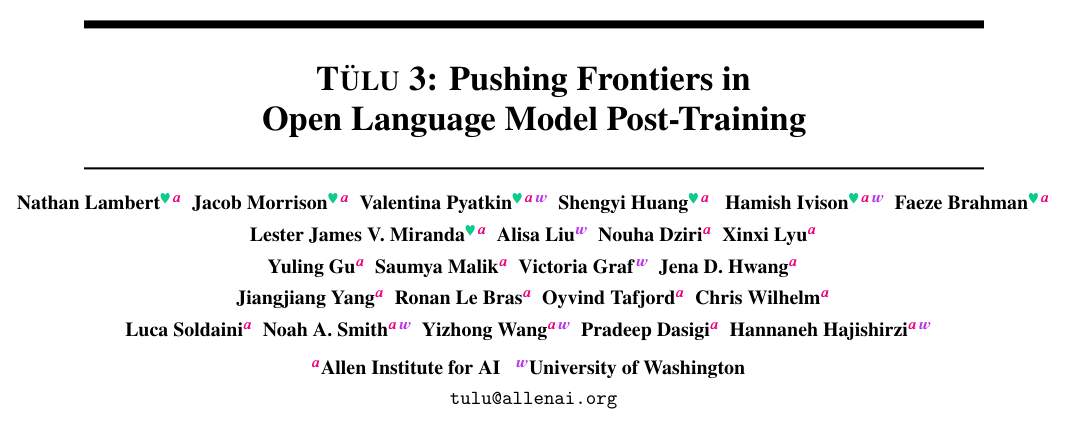 TÜLU 3: Pushing Frontiers in
Open Language Model Post-Training
Nathan Lambert♥a Jacob Morrison♥a Valentina Pyatkin♥aw Shengyi Huang♥a Hamish Ivison♥aw Faeze Brahman♥a
Lester James V. Miranda♥a Alisa Liuw Nouha Dziria Xinxi Lyua
Yuling Gua Saumya Malika Victoria Grafw Jena D. Hwanga
Jiangjiang Yanga Ronan Le Brasa Oyvind Tafjorda Chris Wilhelma
Luca Soldainia Noah A. Smithaw Yizhong Wangaw Pradeep Dasigia Hannaneh Hajishirziaw
aAllen Institute for AI wUniversity of Washington
tulu@allenai.org